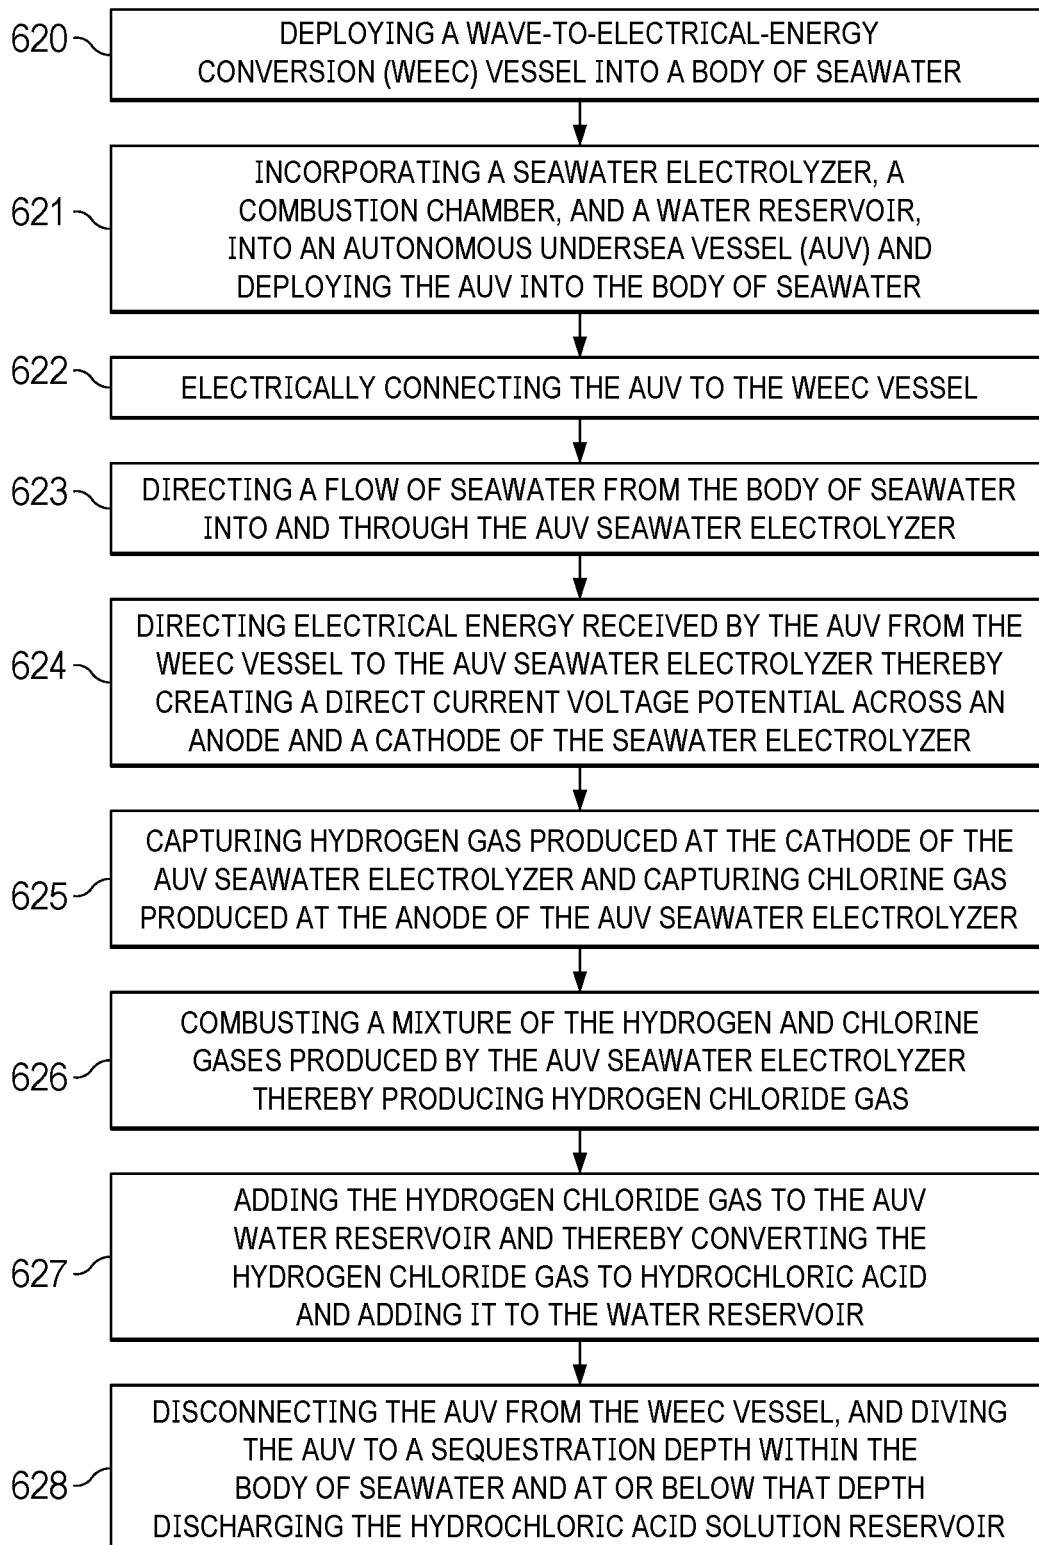 620
DEPLOYING A WAVE-TO-ELECTRICAL-ENERGY
CONVERSION (WEEC) VESSEL INTO A BODY OF SEAWATER
621
INCORPORATING A SEAWATER ELECTROLYZER, A
COMBUSTION CHAMBER, AND A WATER RESERVOIR,
INTO AN AUTONOMOUS UNDERSEA VESSEL (AUV) AND
DEPLOYING THE AUV INTO THE BODY OF SEAWATER
622
ELECTRICALLY CONNECTING THE AUV TO THE WEEC VESSEL
623
DIRECTING A FLOW OF SEAWATER FROM THE BODY OF SEAWATER
INTO AND THROUGH THE AUV SEAWATER ELECTROLYZER
624
DIRECTING ELECTRICAL ENERGY RECEIVED BY THE AUV FROM THE
WEEC VESSEL TO THE AUV SEAWATER ELECTROLYZER THEREBY
CREATING A DIRECT CURRENT VOLTAGE POTENTIAL ACROSS AN
ANODE AND A CATHODE OF THE SEAWATER ELECTROLYZER
625
CAPTURING HYDROGEN GAS PRODUCED AT THE CATHODE OF THE
AUV SEAWATER ELECTROLYZER AND CAPTURING CHLORINE GAS
PRODUCED AT THE ANODE OF THE AUV SEAWATER ELECTROLYZER
626
COMBUSTING A MIXTURE OF THE HYDROGEN AND CHLORINE
GASES PRODUCED BY THE AUV SEAWATER ELECTROLYZER
THEREBY PRODUCING HYDROGEN CHLORIDE GAS
627
ADDING THE HYDROGEN CHLORIDE GAS TO THE AUV
WATER RESERVOIR AND THEREBY CONVERTING THE
HYDROGEN CHLORIDE GAS TO HYDROCHLORIC ACID
AND ADDING IT TO THE WATER RESERVOIR
628
DISCONNECTING THE AUV FROM THE WEEC VESSEL, AND DIVING
THE AUV TO A SEQUESTRATION DEPTH WITHIN THE
BODY OF SEAWATER AND AT OR BELOW THAT DEPTH
DISCHARGING THE HYDROCHLORIC ACID SOLUTION RESERVOIR